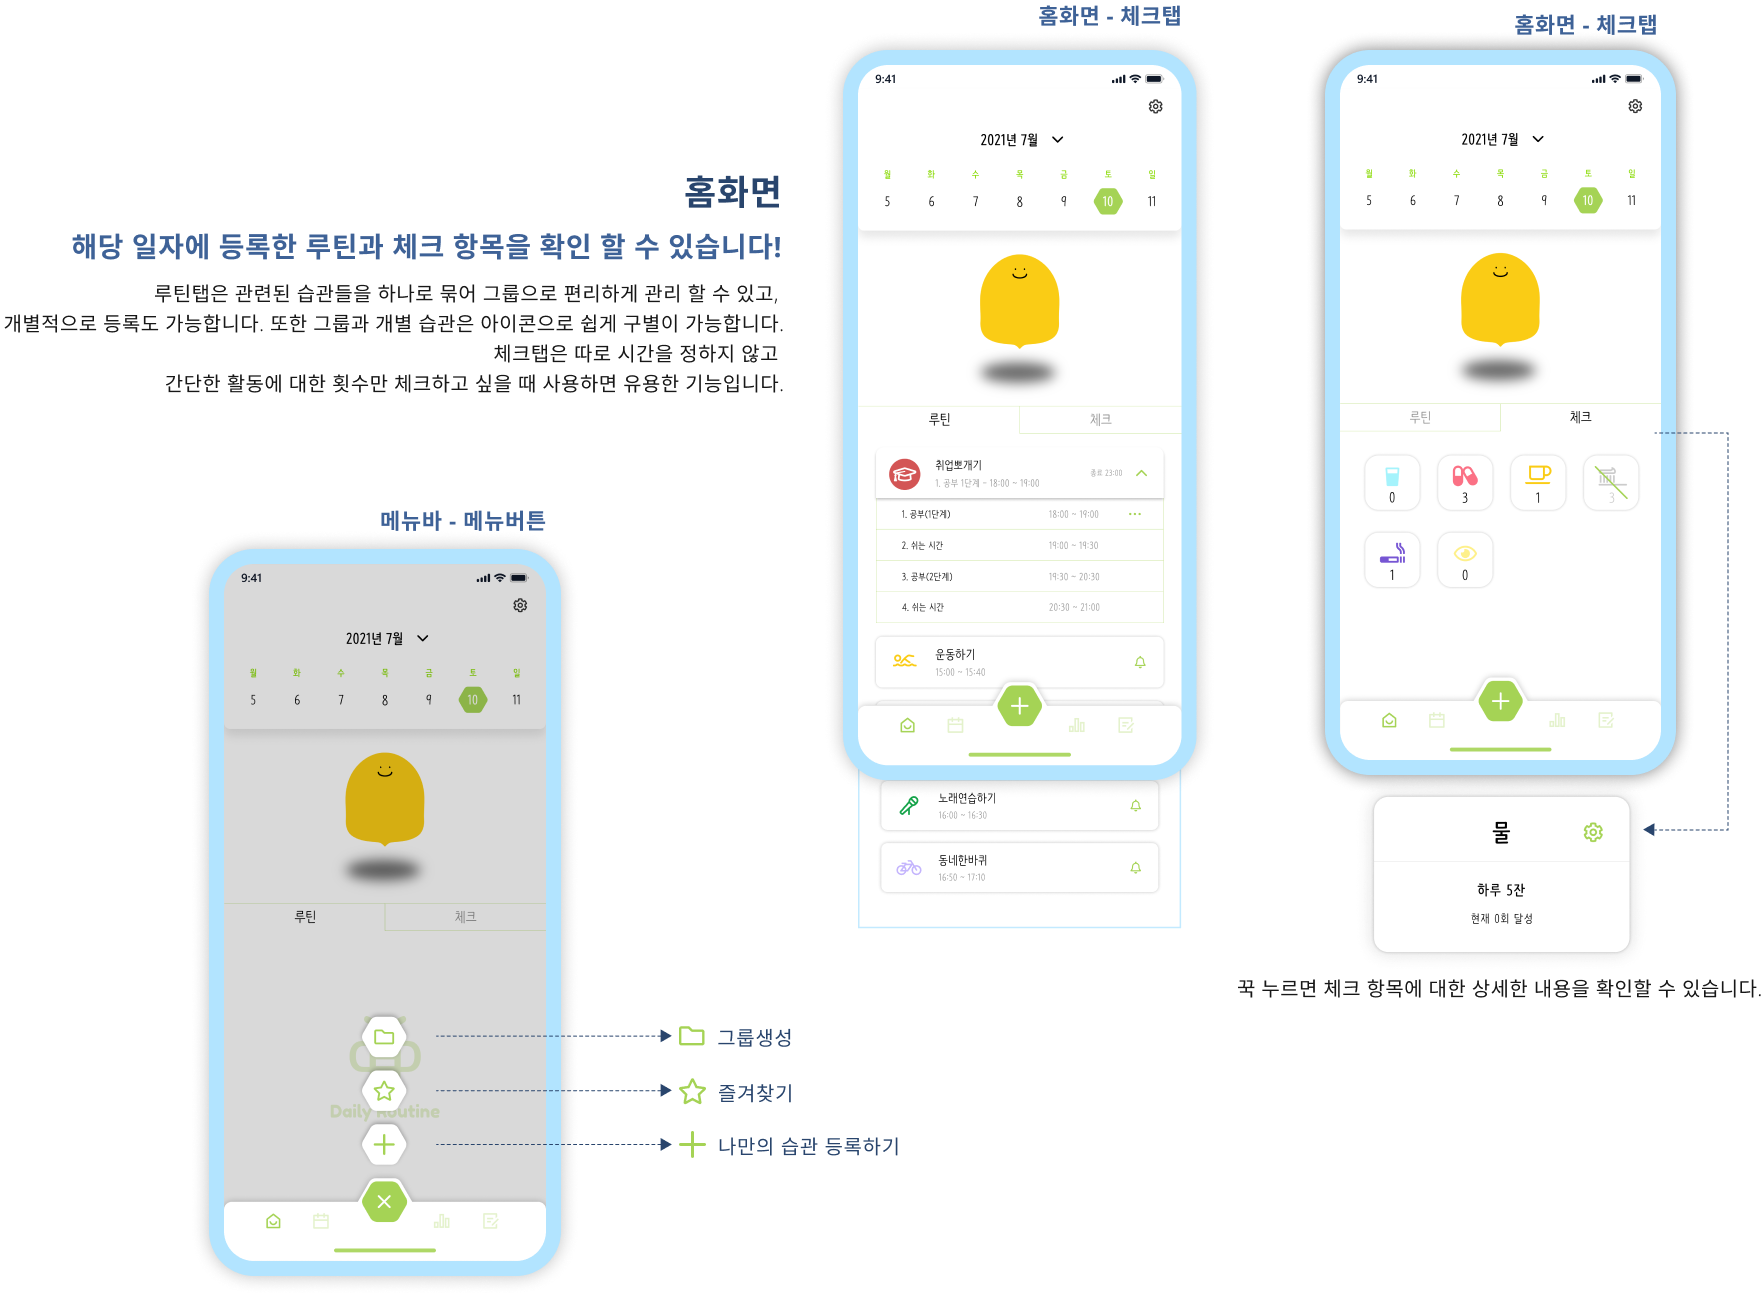 홈화면
해당 일자에 등록한 루틴과 체크 항목을 확인 할 수 있습니다!
루틴탭은 관련된 습관들을 하나로 묶어 그룹으로 편리하게 관리 할 수 있고,
개별적으로 등록도 가능합니다. 또한 그룹과 개별 습관은 아이콘으로 쉽게 구별이 가능합니다.
체크탭은 따로 시간을 정하지 않고
간단한 활동에 대한 횟수만 체크하고 싶을 때 사용하면 유용한 기능입니다.
메뉴바 - 메뉴버튼
9:41
2021년 7월
월 화 수 목 금 토 일
5 6 7 8 9 10 11
루틴 체크
Daily Routine
그룹생성
즐겨찾기
나만의 습관 등록하기
홈화면 - 체크탭
9:41
2021년 7월
월 화 수 목 금 토 일
5 6 7 8 9 10 11
루틴 체크
취업뽀개기
종료 23:00
1. 공부 1단계 - 18:00 ~ 19:00
1. 공부(1단계) 18:00 ~ 19:00
2. 쉬는 시간 19:00 ~ 19:30
3. 공부(2단계) 19:30 ~ 20:30
4. 쉬는 시간 20:30 ~ 21:00
운동하기
15:00 ~ 15:40
노래연습하기
16:00 ~ 16:30
동네한바퀴
16:50 ~ 17:10
홈화면 - 체크탭
9:41
2021년 7월
월 화 수 목 금 토 일
5 6 7 8 9 10 11
루틴 체크
0 3 1 3
1 0
물
하루 5잔
현재 0회 달성
꾹 누르면 체크 항목에 대한 상세한 내용을 확인할 수 있습니다.